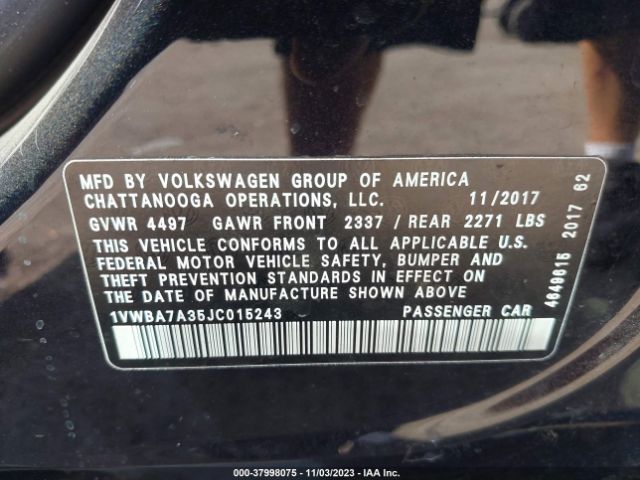 MFD BY VOLKSWAGEN GROUP OF AMERICA
CHATTANOOGA OPERATIONS, LLC. 11/2017
GVWR 4497 GAWR FRONT 2337 / REAR 2271 LBS
THIS VEHICLE CONFORMS TO ALL APPLICABLE U.S.
FEDERAL MOTOR VEHICLE SAFETY, BUMPER AND
THEFT PREVENTION STANDARDS IN EFFECT ON
THE DATE OF MANUFACTURE SHOWN ABOVE
1VWBA7A35JC015243 PASSENGER CAR
4649616 2017 62
000-37998075 - 11/03/2023 - IAA Inc.